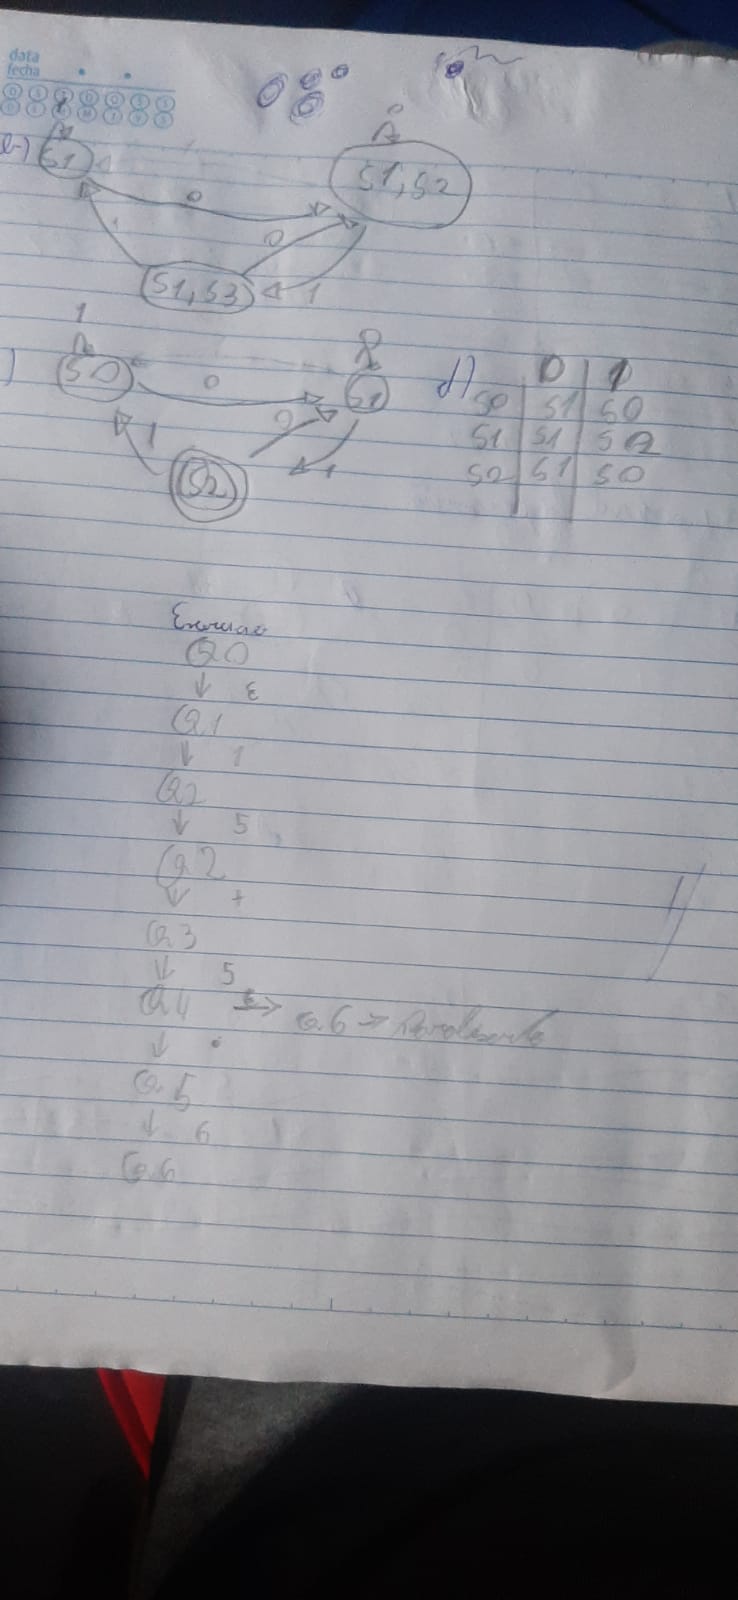 data
fecha
1
0
b-) S1
S1,S2
0
0
S1,S3
1
1
) S0
0
S1
0
1
1
S2
d)
0 1
S0 S1 S0
S1 S1 S2
S2 S1 S0
Q0
↓ ε
Q1
↓ 1
Q2
↓ 5
Q2
↓ +
Q3
↓ 5
Q4 → Q6 →
↓ .
Q5
↓ 6
Q6